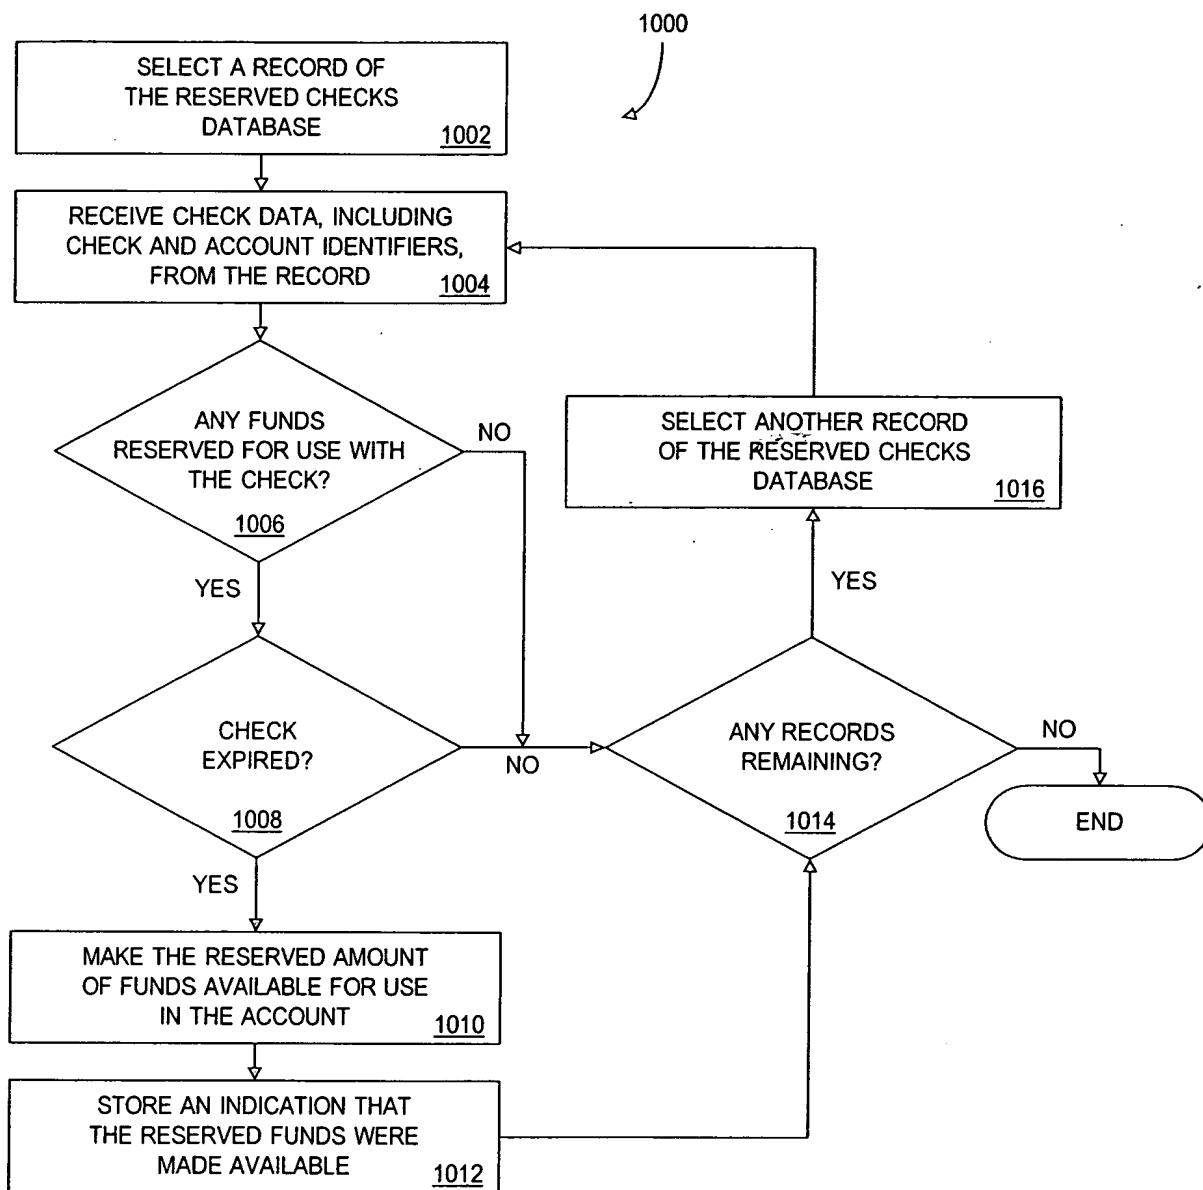 1000
SELECT A RECORD OF
THE RESERVED CHECKS
DATABASE
1002
RECEIVE CHECK DATA, INCLUDING
CHECK AND ACCOUNT IDENTIFIERS,
FROM THE RECORD
1004
ANY FUNDS
RESERVED FOR USE WITH
THE CHECK?
1006
NO
YES
SELECT ANOTHER RECORD
OF THE RESERVED CHECKS
DATABASE
1016
YES
CHECK
EXPIRED?
1008
NO
YES
ANY RECORDS
REMAINING?
1014
NO
END
MAKE THE RESERVED AMOUNT
OF FUNDS AVAILABLE FOR USE
IN THE ACCOUNT
1010
STORE AN INDICATION THAT
THE RESERVED FUNDS WERE
MADE AVAILABLE
1012